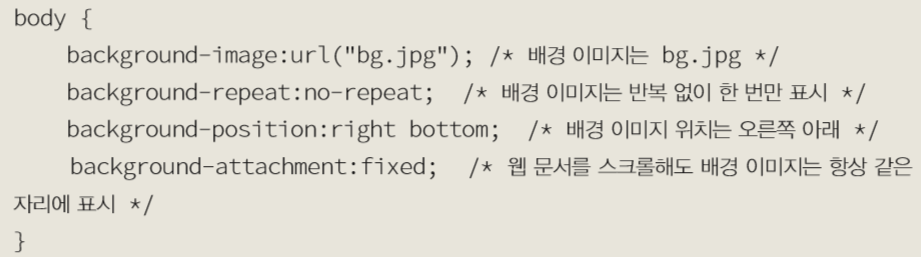 body {
background-image:url("bg.jpg"); /* 배경 이미지는 bg.jpg */
background-repeat:no-repeat; /* 배경 이미지는 반복 없이 한 번만 표시 */
background-position:right bottom; /* 배경 이미지 위치는 오른쪽 아래 */
background-attachment:fixed; /* 웹 문서를 스크롤해도 배경 이미지는 항상 같은
자리에 표시 */
}